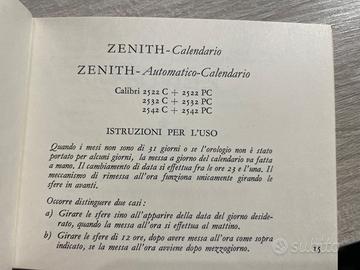 ZENITH-Calendario
ZENITH-Automatico-Calendario
Calibri 2522 C + 2522 PC
2532 C + 2532 PC
2542 C + 2542 PC
ISTRUZIONI PER L'USO
Quando i mesi non sono di 31 giorni o se l'orologio non è stato
portato per alcuni giorni, la messa a giorno del calendario va fatta
a mano. Il cambiamento di data si effettua fra le ore 23 e l'una. Il
meccanismo di rimessa all'ora funziona unicamente girando le
sfere in avanti.
Occorre distinguere due casi :
a) Girare le sfere sino all'apparire della data del giorno deside-
rato, quando la messa all'ora si effettua al mattino.
b) Girare le sfere di 12 ore, dopo avere messo all'ora come sopra
indicato, se la messa all'ora avviene dopo mezzogiorno.
15
subito.it